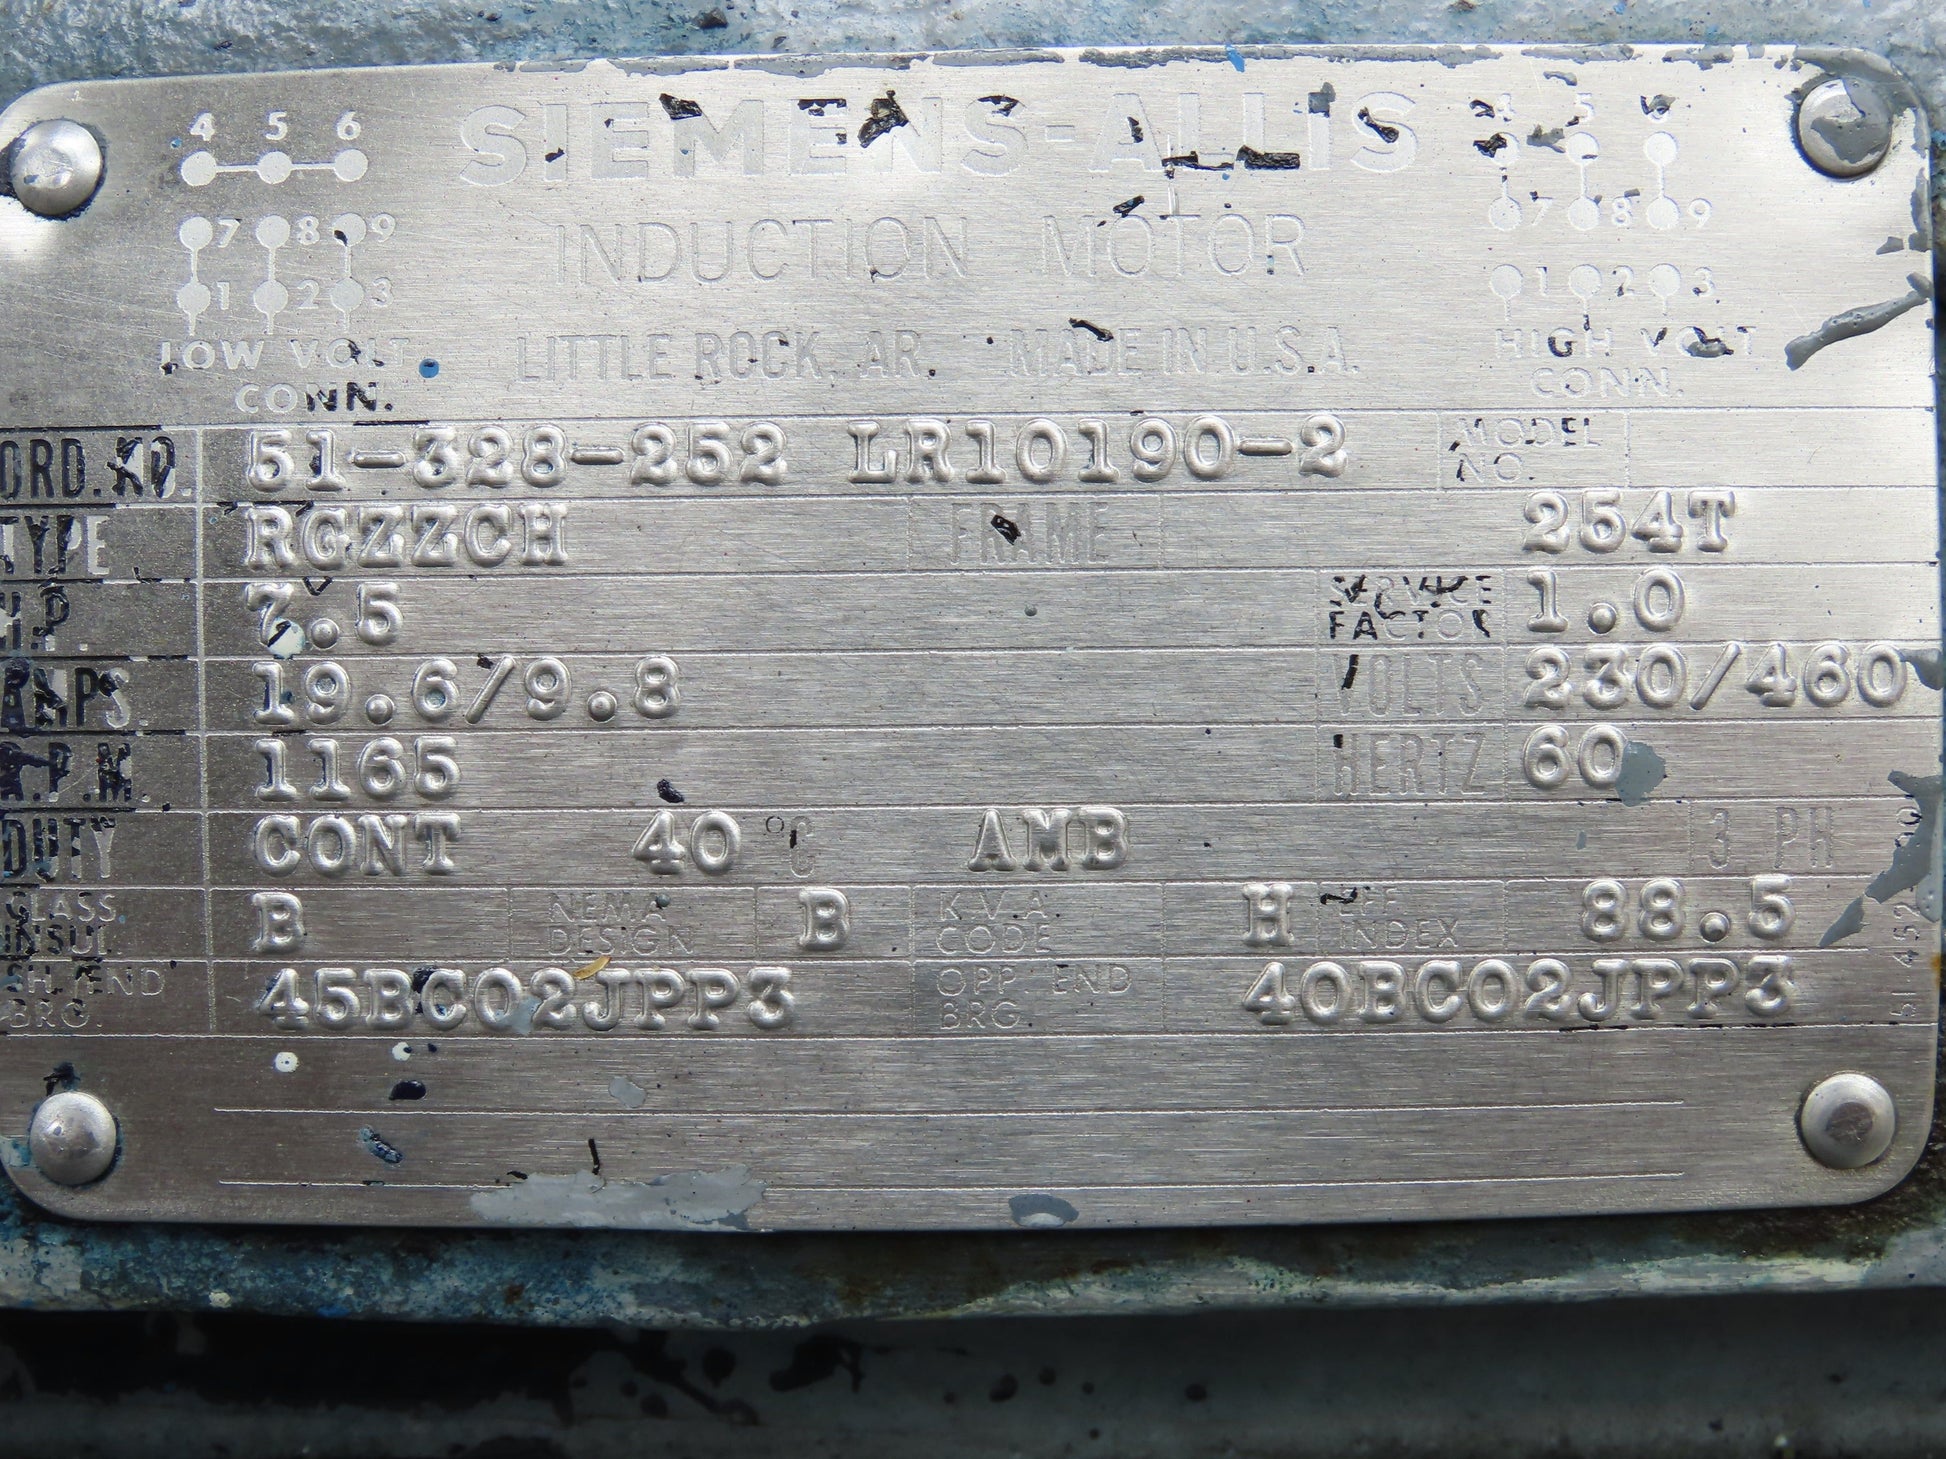 4 5 6
SIEMENS-ALLIS
4 5 6
7 8 9
INDUCTION MOTOR
7 8 9
1 2 3
1 2 3
LOW VOLT.
CONN.
LITTLE ROCK, AR. MADE IN U.S.A.
HIGH VOLT
CONN.
ORD. NO. 51-328-252 LR10190-2 MODEL NO.
TYPE RGZZCH FRAME 254T
H.P. 7.5 SERVICE FACTOR 1.0
AMPS. 19.6/9.8 VOLTS 230/460
R.P.M. 1165 HERTZ 60
DUTY CONT 40 °C AMB 3 PH
CLASS INSUL. B NEMA DESIGN B K.V.A. CODE H EFF. INDEX 88.5
SH. END BRG. 45BC02JPP3 OPP. END BRG. 40BC02JPP3